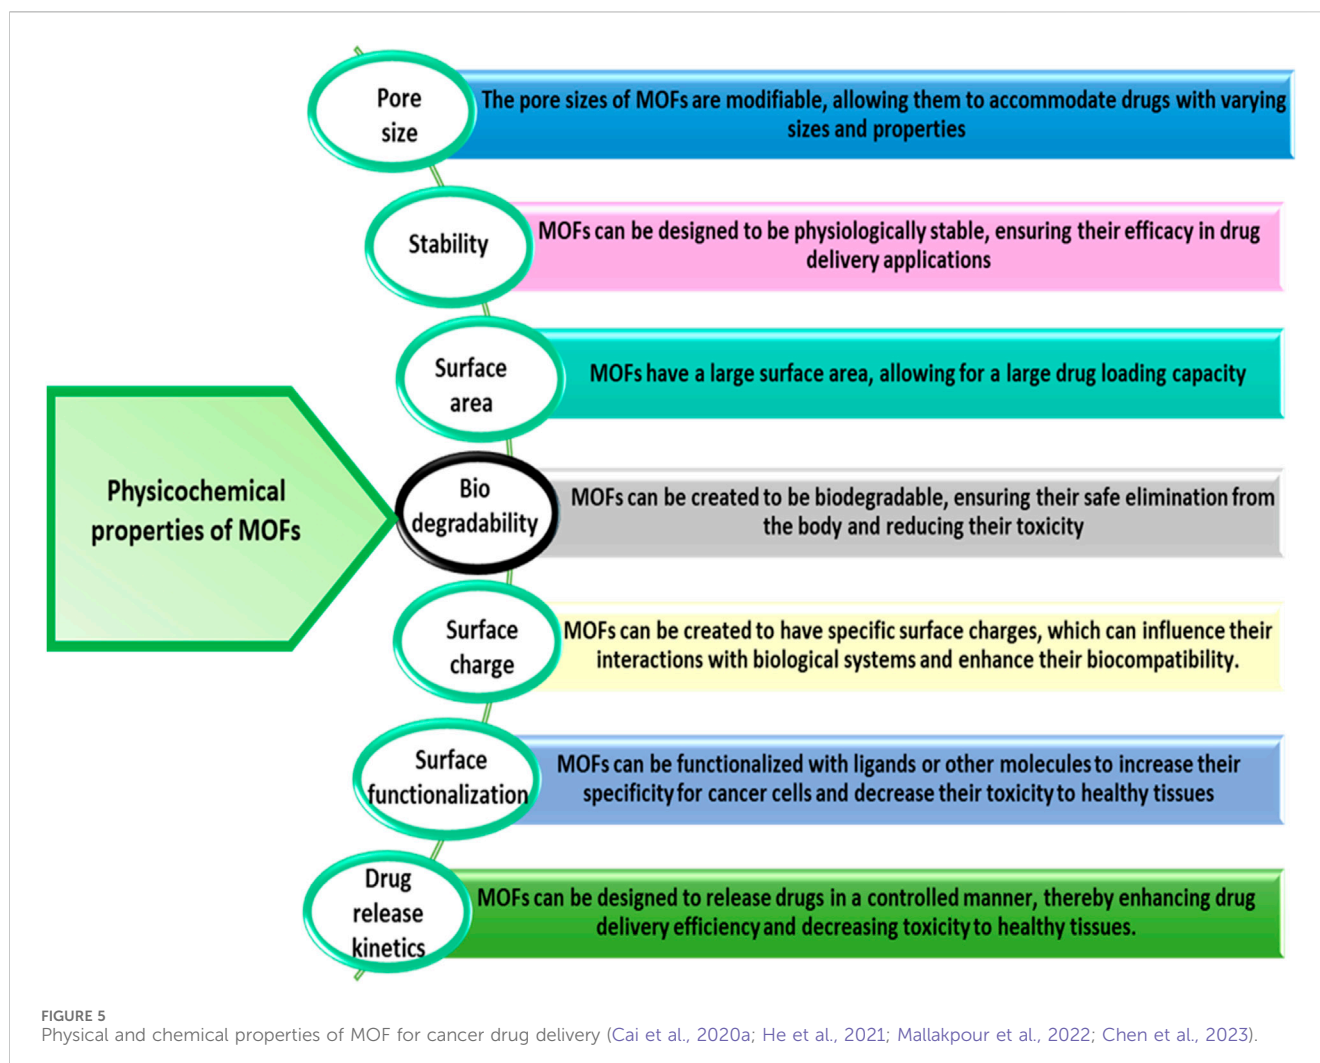 Pore
size
The pore sizes of MOFs are modifiable, allowing them to accommodate drugs with varying
sizes and properties
Stability
MOFs can be designed to be physiologically stable, ensuring their efficacy in drug
delivery applications
Surface
area
MOFs have a large surface area, allowing for a large drug loading capacity
Physicochemical
properties of MOFs
Bio
degradability
MOFs can be created to be biodegradable, ensuring their safe elimination from
the body and reducing their toxicity
Surface
charge
MOFs can be created to have specific surface charges, which can influence their
interactions with biological systems and enhance their biocompatibility.
Surface
functionalization
MOFs can be functionalized with ligands or other molecules to increase their
specificity for cancer cells and decrease their toxicity to healthy tissues
Drug
release
kinetics
MOFs can be designed to release drugs in a controlled manner, thereby enhancing drug
delivery efficiency and decreasing toxicity to healthy tissues.
FIGURE 5
Physical and chemical properties of MOF for cancer drug delivery (Cai et al., 2020a; He et al., 2021; Mallakpour et al., 2022; Chen et al., 2023).